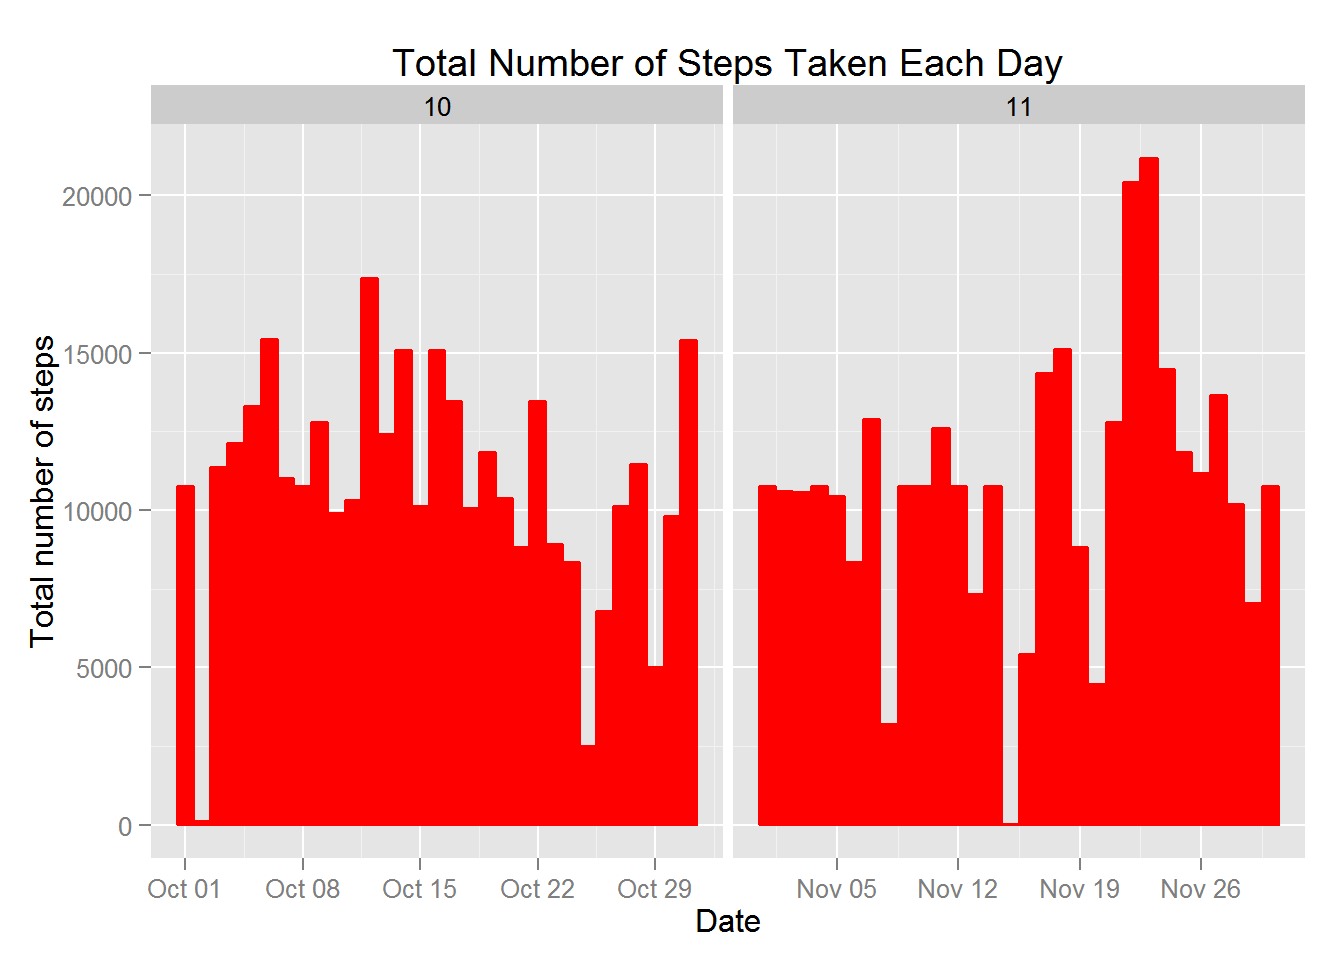 Total Number of Steps Taken Each Day
10 11
Total number of steps
20000
15000
10000
5000
0
Oct 01 Oct 08 Oct 15 Oct 22 Oct 29 Nov 05 Nov 12 Nov 19 Nov 26
Date